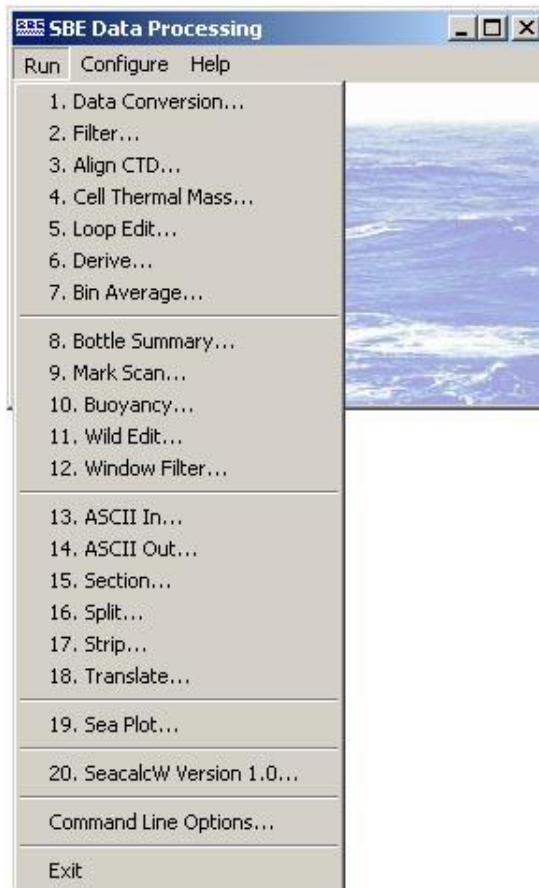 SBE SBE Data Processing
Run Configure Help
1. Data Conversion...
2. Filter...
3. Align CTD...
4. Cell Thermal Mass...
5. Loop Edit...
6. Derive...
7. Bin Average...
8. Bottle Summary...
9. Mark Scan...
10. Buoyancy...
11. Wild Edit...
12. Window Filter...
13. ASCII In...
14. ASCII Out...
15. Section...
16. Split...
17. Strip...
18. Translate...
19. Sea Plot...
20. SeacalcW Version 1.0...
Command Line Options...
Exit